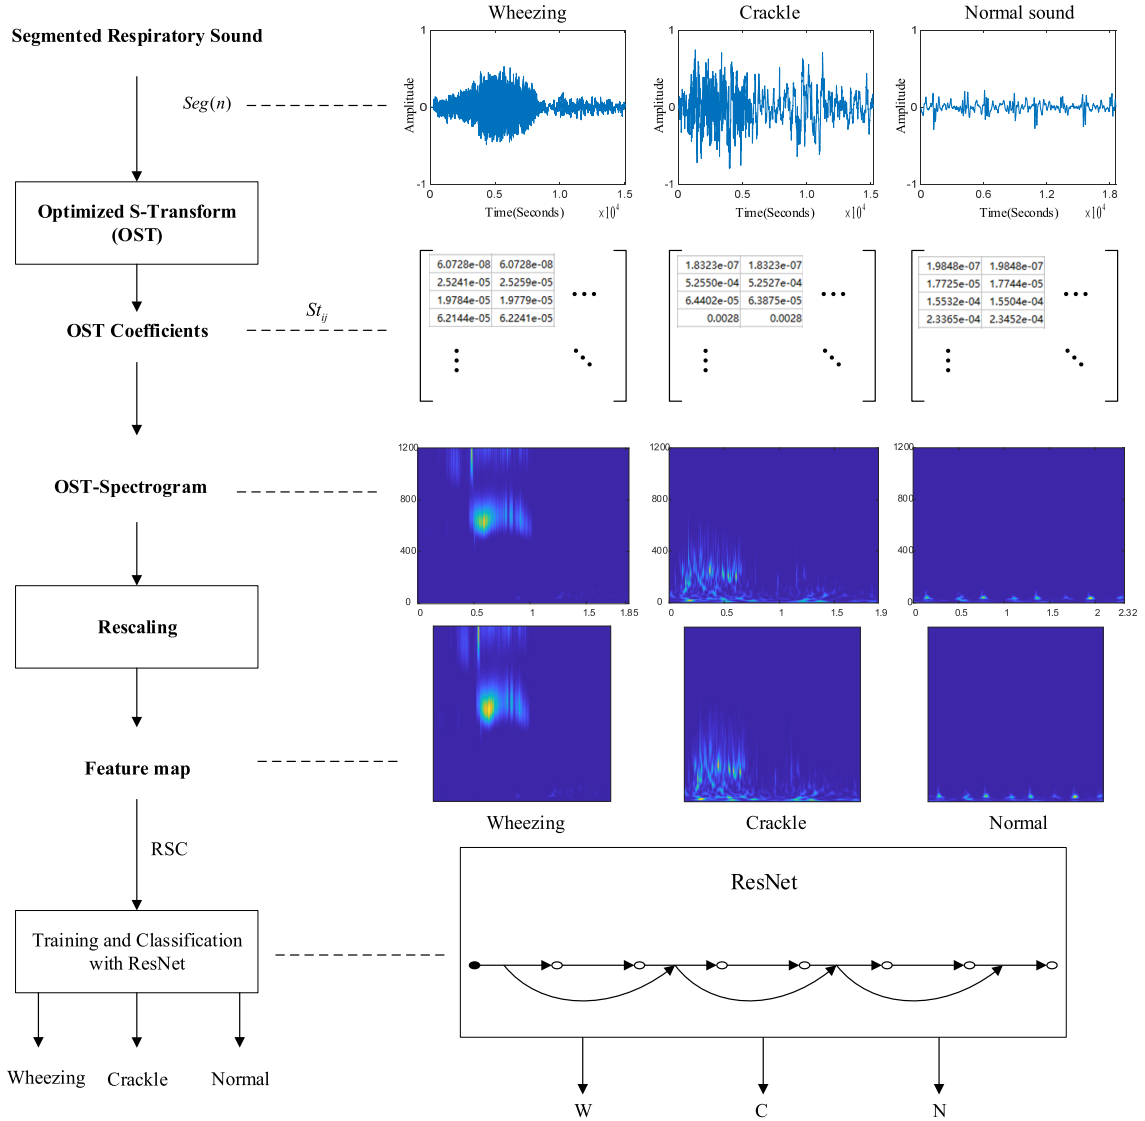 Segmented Respiratory Sound
Seg(n)
Optimized S-Transform
(OST)
St_ij
OST Coefficients
OST-Spectrogram
Rescaling
Feature map
RSC
Training and Classification
with ResNet
Wheezing Crackle Normal
Wheezing
1
0
-1
Amplitude
0 0.5 1.0 1.5
Time(Seconds) ×10^4
Crackle
1
0
-1
Amplitude
0 0.5 1.0 1.5
Time(Seconds) ×10^4
Normal sound
1
0
-1
Amplitude
0 0.6 1.2 1.8
Time(Seconds) ×10^4
6.0728e-08 6.0728e-08
2.5241e-05 2.5259e-05
1.9784e-05 1.9779e-05
6.2144e-05 6.2241e-05
1.8323e-07 1.8323e-07
5.2550e-04 5.2527e-04
6.4402e-05 6.3875e-05
0.0028 0.0028
1.9848e-07 1.9848e-07
1.7725e-05 1.7744e-05
1.5532e-04 1.5504e-04
2.3365e-04 2.3452e-04
1200
800
400
0
0 0.5 1 1.5 1.85
1200
800
400
0
0 0.5 1 1.5 1.9
1200
800
400
0
0 0.5 1 1.5 2 2.32
Wheezing Crackle Normal
ResNet
W C N